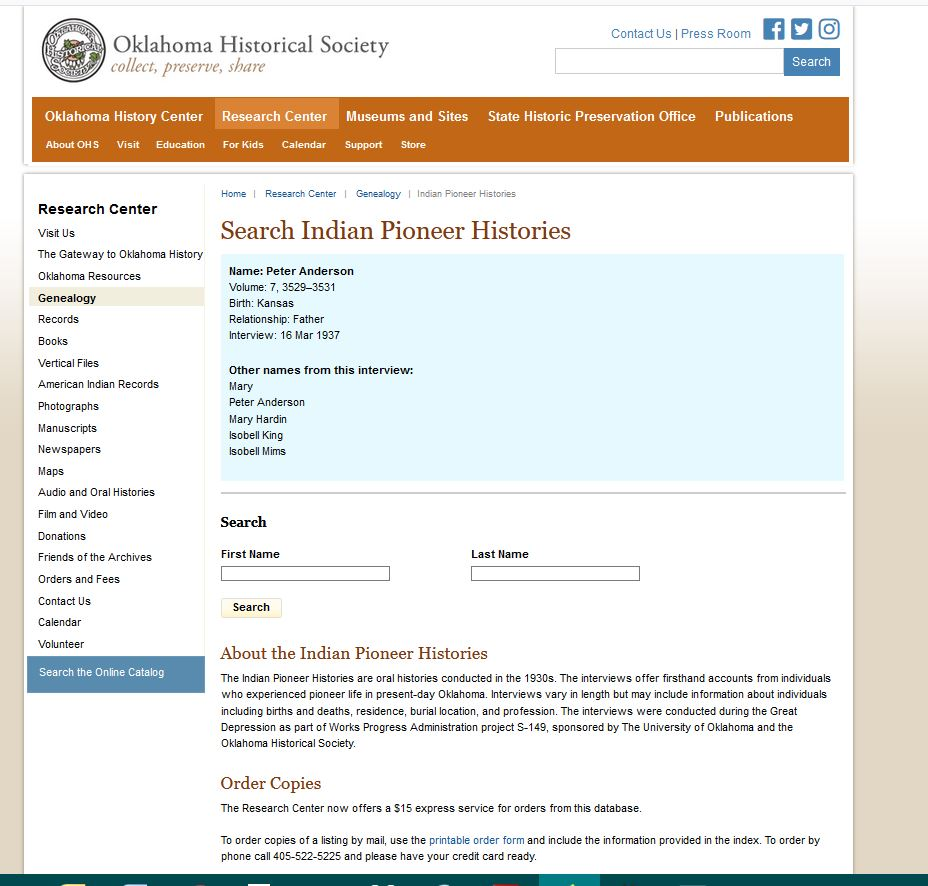 Oklahoma Historical Society
collect, preserve, share
Contact Us | Press Room
Search
Oklahoma History Center
Research Center
Museums and Sites
State Historic Preservation Office
Publications
About OHS
Visit
Education
For Kids
Calendar
Support
Store
Research Center
Visit Us
The Gateway to Oklahoma History
Oklahoma Resources
Genealogy
Records
Books
Vertical Files
American Indian Records
Photographs
Manuscripts
Newspapers
Maps
Audio and Oral Histories
Film and Video
Donations
Friends of the Archives
Orders and Fees
Contact Us
Calendar
Volunteer
Search the Online Catalog
Home | Research Center | Genealogy | Indian Pioneer Histories
Search Indian Pioneer Histories
Name: Peter Anderson
Volume: 7, 3529–3531
Birth: Kansas
Relationship: Father
Interview: 16 Mar 1937
Other names from this interview:
Mary
Peter Anderson
Mary Hardin
Isobell King
Isobell Mims
Search
First Name
Last Name
Search
About the Indian Pioneer Histories
The Indian Pioneer Histories are oral histories conducted in the 1930s. The interviews offer firsthand accounts from individuals
who experienced pioneer life in present-day Oklahoma. Interviews vary in length but may include information about individuals
including births and deaths, residence, burial location, and profession. The interviews were conducted during the Great
Depression as part of Works Progress Administration project S-149, sponsored by The University of Oklahoma and the
Oklahoma Historical Society.
Order Copies
The Research Center now offers a $15 express service for orders from this database.
To order copies of a listing by mail, use the printable order form and include the information provided in the index. To order by
phone call 405-522-5225 and please have your credit card ready.